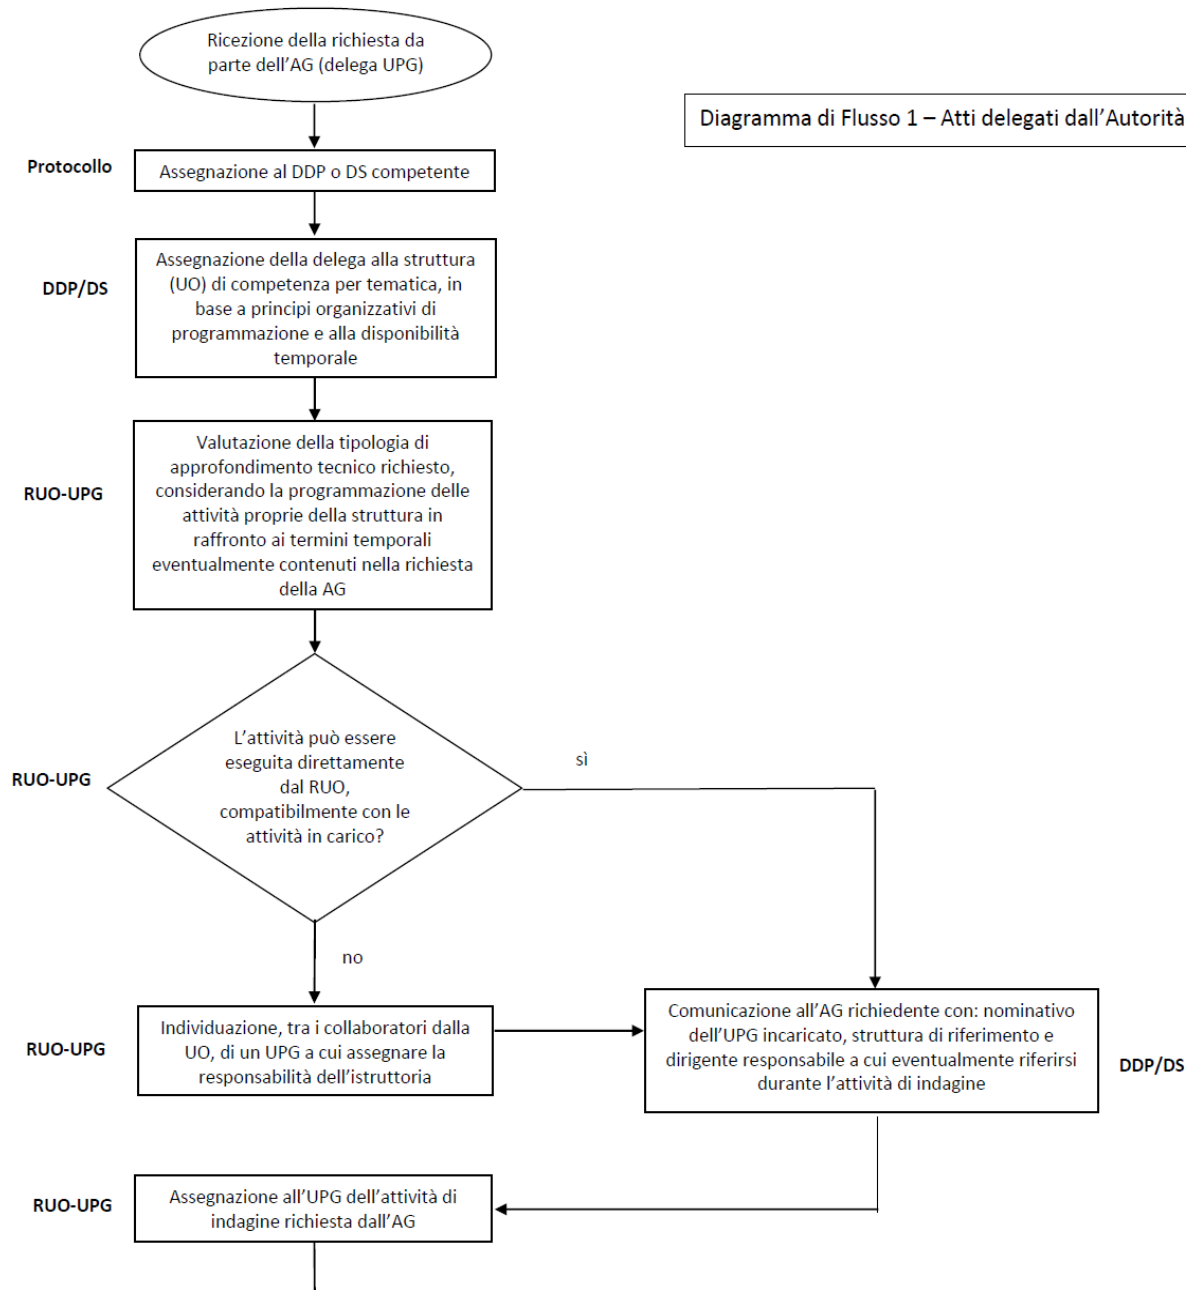 Ricezione della richiesta da
parte dell'AG (delega UPG)
Diagramma di Flusso 1 – Atti delegati dall'Autorità
Protocollo
Assegnazione al DDP o DS competente
DDP/DS
Assegnazione della delega alla struttura
(UO) di competenza per tematica, in
base a principi organizzativi di
programmazione e alla disponibilità
temporale
RUO-UPG
Valutazione della tipologia di
approfondimento tecnico richiesto,
considerando la programmazione delle
attività proprie della struttura in
raffronto ai termini temporali
eventualmente contenuti nella richiesta
della AG
RUO-UPG
L'attività può essere
eseguita direttamente
dal RUO,
compatibilmente con le
attività in carico?
sì
no
RUO-UPG
Individuazione, tra i collaboratori dalla
UO, di un UPG a cui assegnare la
responsabilità dell'istruttoria
Comunicazione all'AG richiedente con: nominativo
dell'UPG incaricato, struttura di riferimento e
dirigente responsabile a cui eventualmente riferirsi
durante l'attività di indagine
DDP/DS
RUO-UPG
Assegnazione all'UPG dell'attività di
indagine richiesta dall'AG